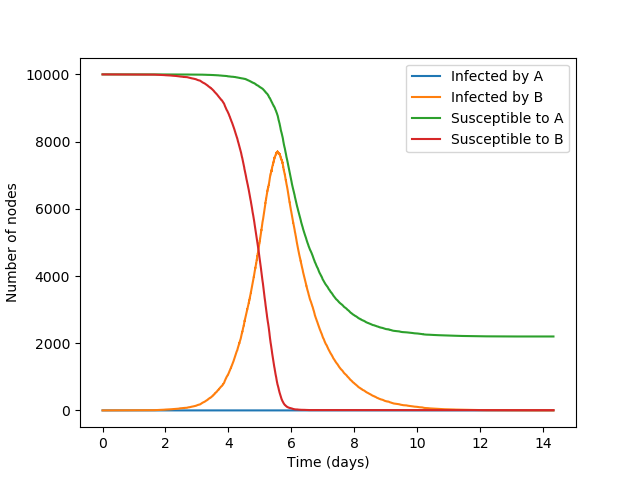 Infected by A
Infected by B
Susceptible to A
Susceptible to B
10000
8000
6000
4000
2000
0
Number of nodes
0 2 4 6 8 10 12 14
Time (days)